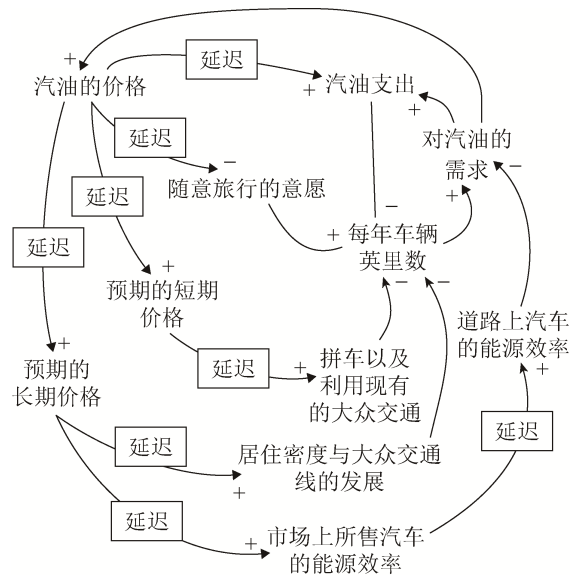 延迟
+
汽油的价格
+
汽油支出
+
延迟
对汽油的
需求
−
+
延迟
−
随意旅行的意愿
−
+
每年车辆
英里数
延迟
+
预期的短期
价格
−
−
道路上汽车
的能源效率
+
+
预期的
长期价格
延迟
+
拼车以及
利用现有
的大众交通
延迟
延迟
+
居住密度与大众交通
线的发展
延迟
+
市场上所售汽车
的能源效率